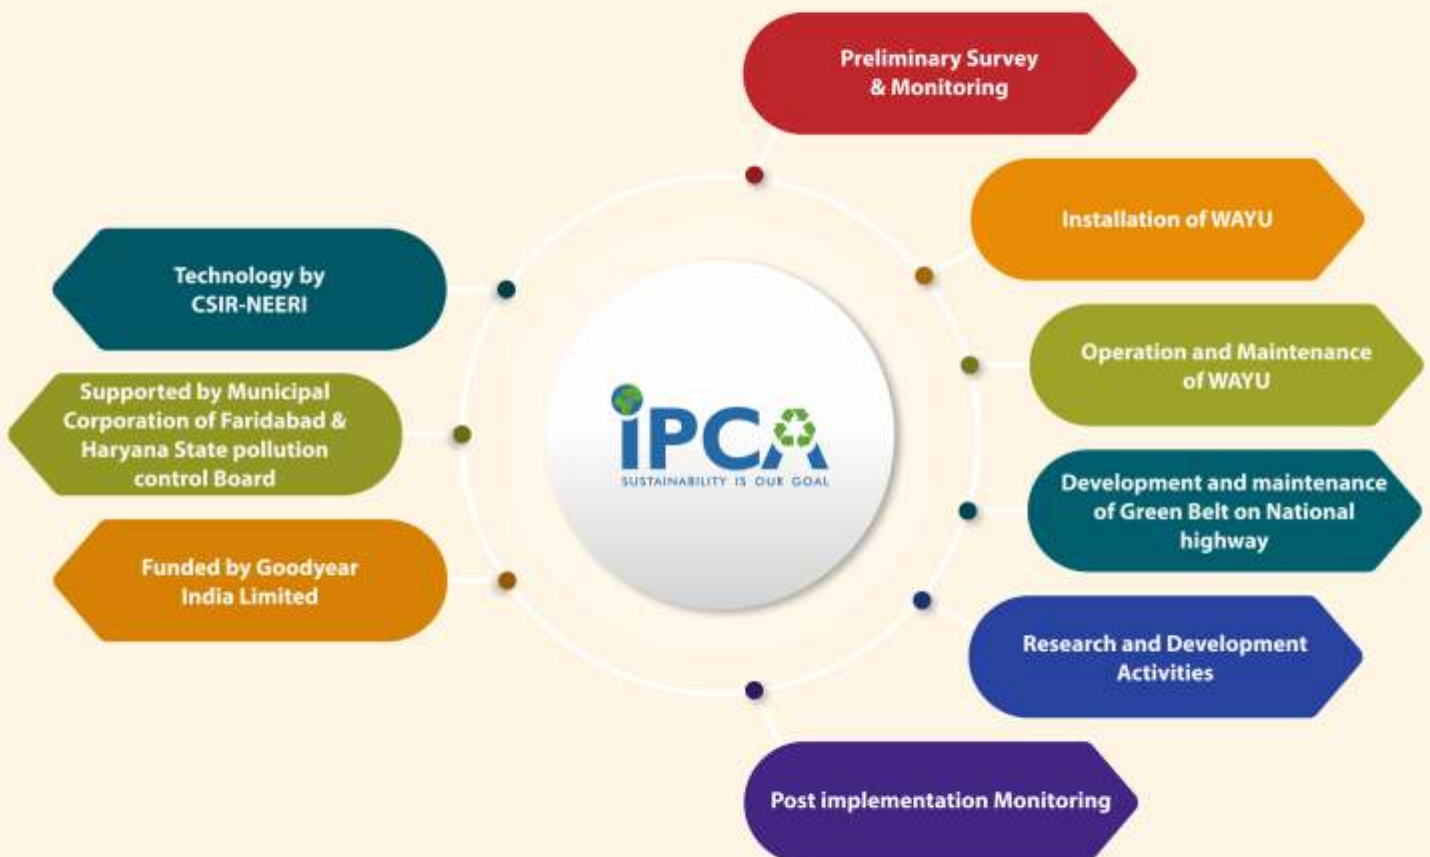 Preliminary Survey
& Monitoring
Installation of WAYU
Technology by
CSIR-NEERI
Operation and Maintenance
of WAYU
Supported by Municipal
Corporation of Faridabad &
Haryana State pollution
control Board
iPCA
SUSTAINABILITY IS OUR GOAL
Development and maintenance
of Green Belt on National
highway
Funded by Goodyear
India Limited
Research and Development
Activities
Post implementation Monitoring